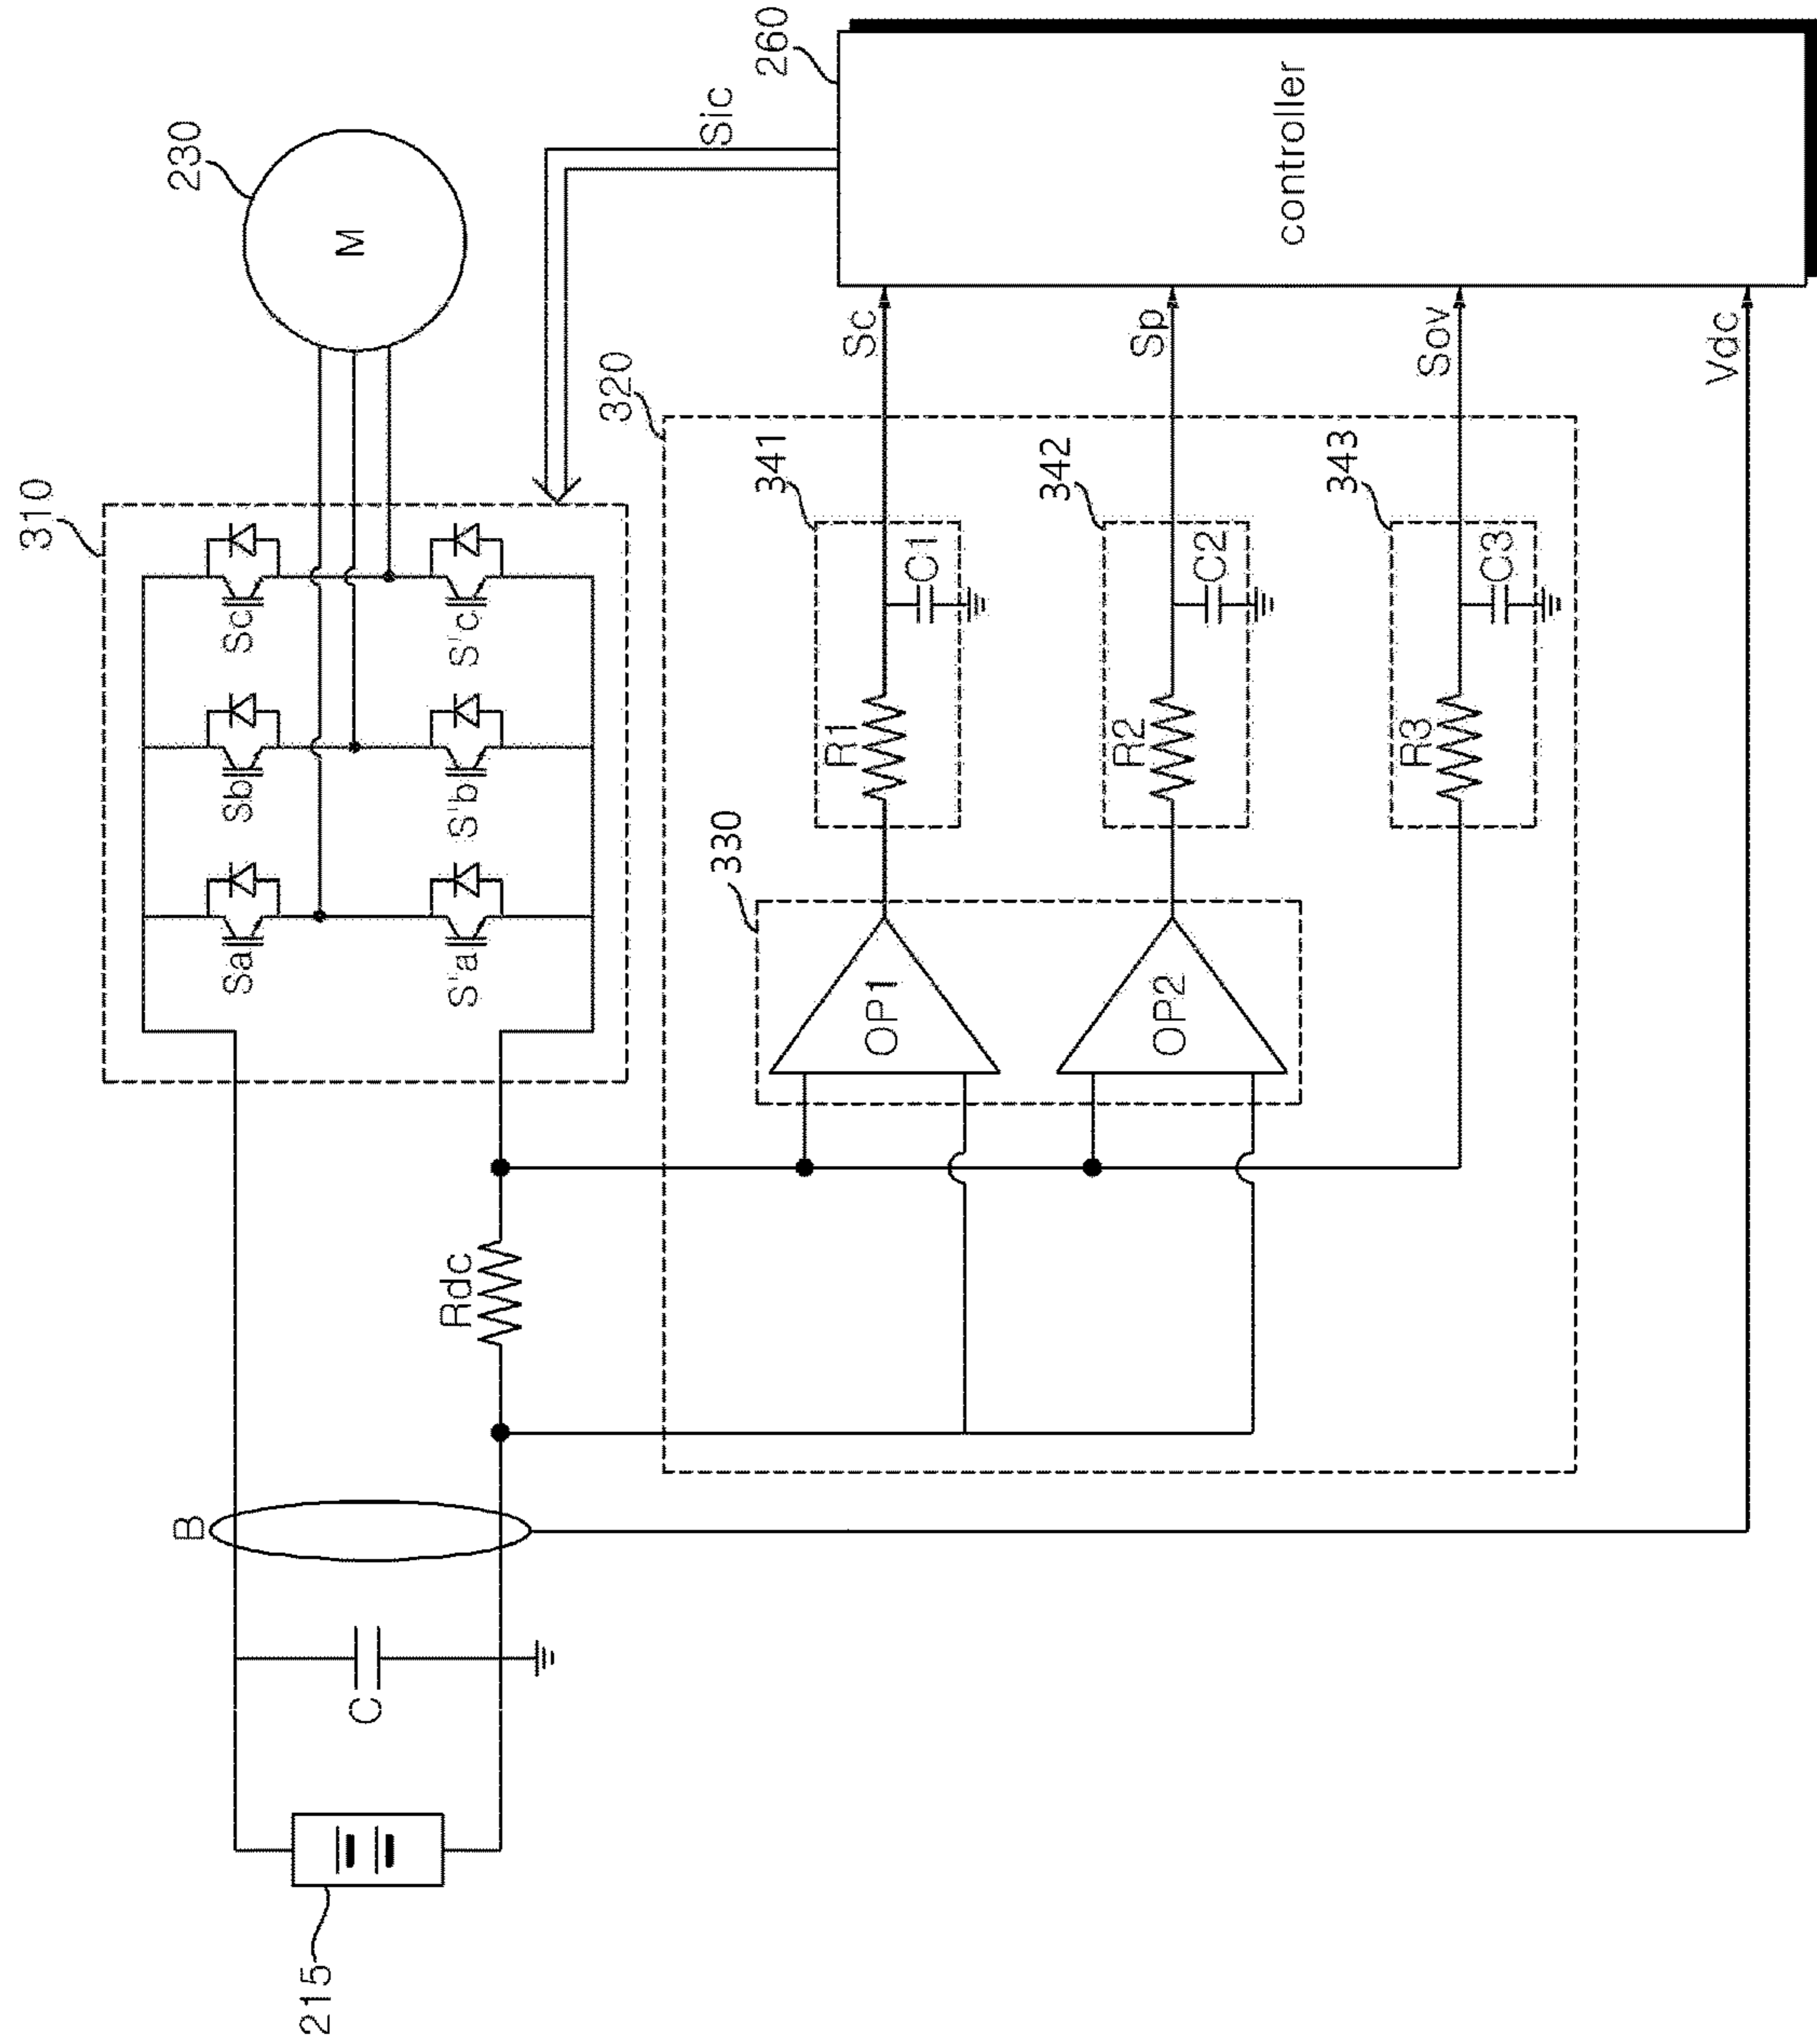 310
230
260
Sa
Sb
Sc
S'a
S'b
S'c
M
Sic
B
Rdc
C
215
320
330
341
342
343
OP1
R1
C1
Sc
OP2
R2
C2
Sp
R3
C3
Sov
Vdc
controller